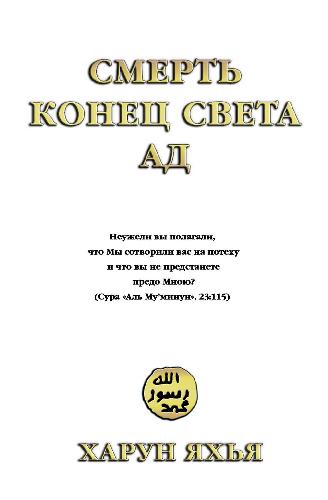 СМЕРТЬ
КОНЕЦ СВЕТА
АД
Неужели вы полагали,
что Мы сотворили вас на потеху
и что вы не предстанете
предо Мною?
(Сура «Аль Му’минун». 23:115)
الله
رسول
محمد
ХАРУН ЯХЬЯ